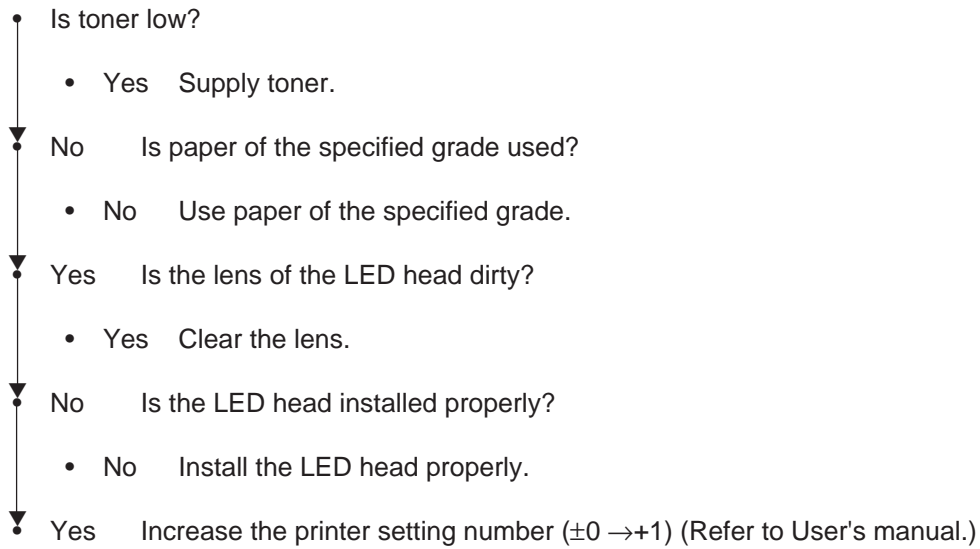 Is toner low?
• Yes Supply toner.
No Is paper of the specified grade used?
• No Use paper of the specified grade.
Yes Is the lens of the LED head dirty?
• Yes Clear the lens.
No Is the LED head installed properly?
• No Install the LED head properly.
Yes Increase the printer setting number (±0 →+1) (Refer to User's manual.)